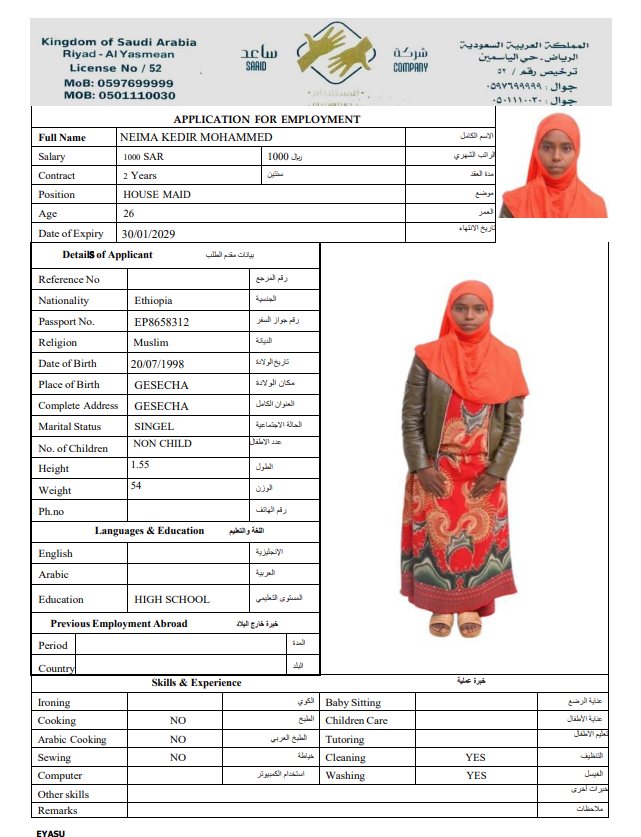 Kingdom of Saudi Arabia
Riyad - Al Yasmean
License No / 52
MoB: 0597699999
MOB: 0501110030
ساعد
SAAID
شركة
COMPANY
المملكة العربية السعودية
الرياض. حي الياسمين
ترخيص رقم / ٥٢
جوال : ٠٥٩٧٦٩٩٩٩٩
جوال : ٠٥٠١١١٠٠٣٠
APPLICATION FOR EMPLOYMENT
Full Name NEIMA KEDIR MOHAMMED الاسم الكامل
Salary 1000 SAR 1000 ريال الراتب الشهري
Contract 2 Years سنتين مدة العقد
Position HOUSE MAID موضع
Age 26 العمر
Date of Expiry 30/01/2029 تاريخ الانتهاء
Details of Applicant بيانات مقدم الطلب
Reference No رقم المرجع
Nationality Ethiopia الجنسية
Passport No. EP8658312 رقم جواز السفر
Religion Muslim الديانة
Date of Birth 20/07/1998 تاريخ الولادة
Place of Birth GESECHA مكان الولادة
Complete Address GESECHA العنوان الكامل
Marital Status SINGEL الحالة الاجتماعية
No. of Children NON CHILD عدد الاطفال
Height 1.55 الطول
Weight 54 الوزن
Ph.no رقم الهاتف
Languages & Education اللغة والتعليم
English الإنجليزية
Arabic العربية
Education HIGH SCHOOL المستوى التعليمي
Previous Employment Abroad خبرة خارج البلاد
Period المدة
Country البلد
Skills & Experience خبرة عملية
Ironing الكوي Baby Sitting عناية الرضع
Cooking NO الطبخ Children Care عناية الأطفال
Arabic Cooking NO الطبخ العربي Tutoring تعليم الأطفال
Sewing NO خياطة Cleaning YES التنظيف
Computer استخدام الكمبيوتر Washing YES الغسيل
Other skills خبرات اخرى
Remarks ملاحظات
EYASU